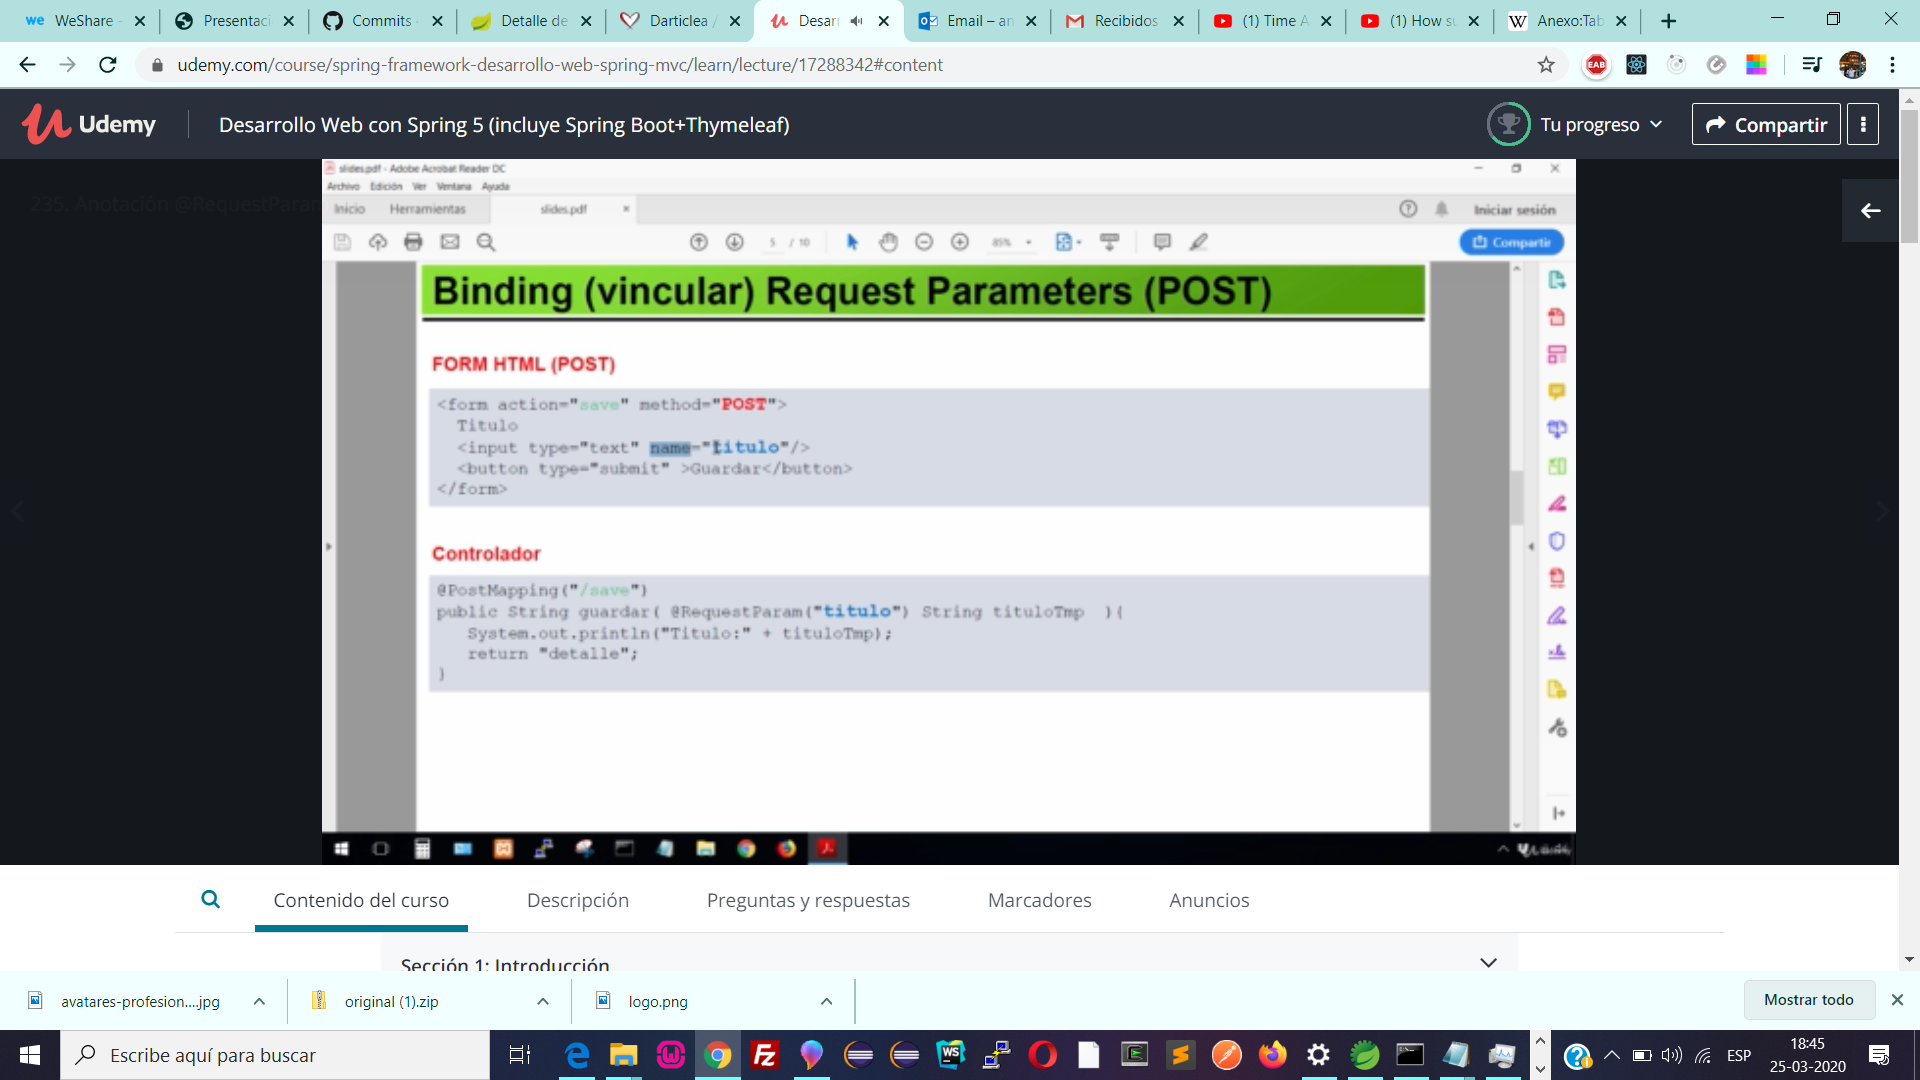 WeShare -
Presentaci
Commits
Detalle de
Darticlea /
Desarr
Email – an
Recibidos
(1) Time A
(1) How su
Anexo:Tab
udemy.com/course/spring-framework-desarrollo-web-spring-mvc/learn/lecture/17288342#content
Udemy
Desarrollo Web con Spring 5 (incluye Spring Boot+Thymeleaf)
Tu progreso
Compartir
235. Anotación @RequestParam
slides.pdf - Adobe Acrobat Reader DC
Archivo Edición Ver Ventana Ayuda
Inicio Herramientas slides.pdf
Iniciar sesión
5 / 10
85%
Compartir
Binding (vincular) Request Parameters (POST)
FORM HTML (POST)
<form action="save" method="POST">
Titulo
<input type="text" name="titulo"/>
<button type="submit" >Guardar</button>
</form>
Controlador
@PostMapping("/save")
public String guardar( @RequestParam("titulo") String tituloTmp ){
System.out.println("Titulo:" + tituloTmp);
return "detalle";
}
Contenido del curso
Descripción
Preguntas y respuestas
Marcadores
Anuncios
Sección 1: Introducción
avatares-profesion....jpg
original (1).zip
logo.png
Mostrar todo
Escribe aquí para buscar
ESP
18:45
25-03-2020